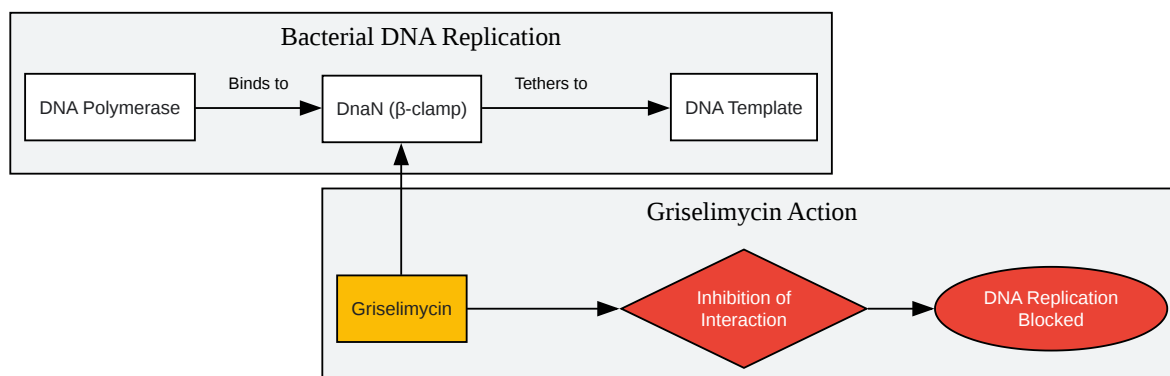 Bacterial DNA Replication
DNA Polymerase
Binds to
DnaN (β-clamp)
Tethers to
DNA Template
Griselimycin Action
Griselimycin
Inhibition of
Interaction
DNA Replication
Blocked